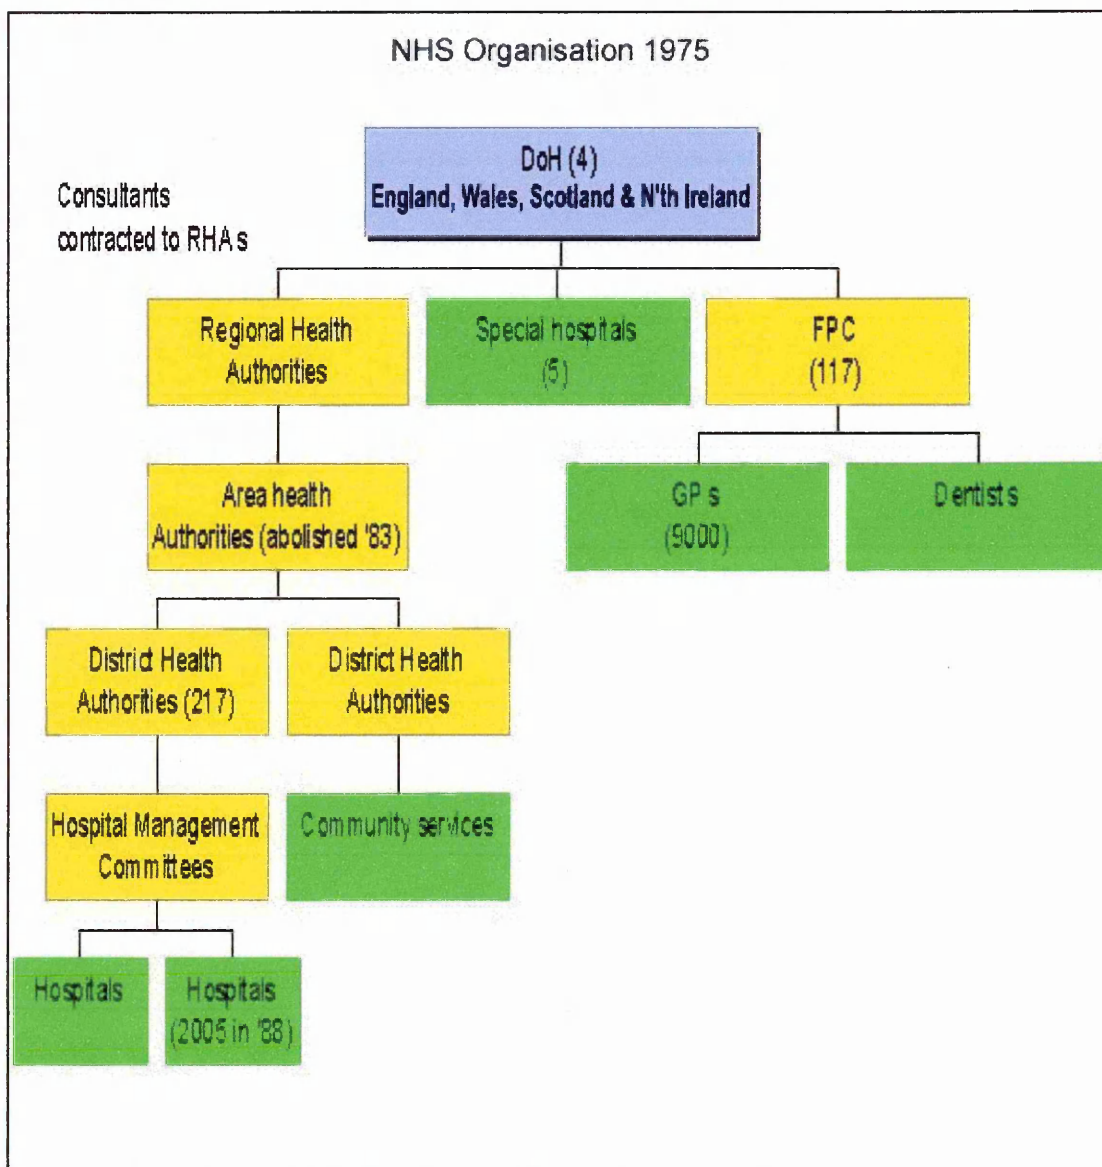 NHS Organisation 1975
DoH (4)
England, Wales, Scotland & N'th Ireland
Consultants
contracted to RHAs
Regional Health
Authorities
Special hospitals
(5)
FPC
(117)
Area health
Authorities (abolished '83)
GPs
(9000)
Dentists
District Health
Authorities (217)
District Health
Authorities
Hospital Management
Committees
Community services
Hospitals
Hospitals
(2005 in '88)